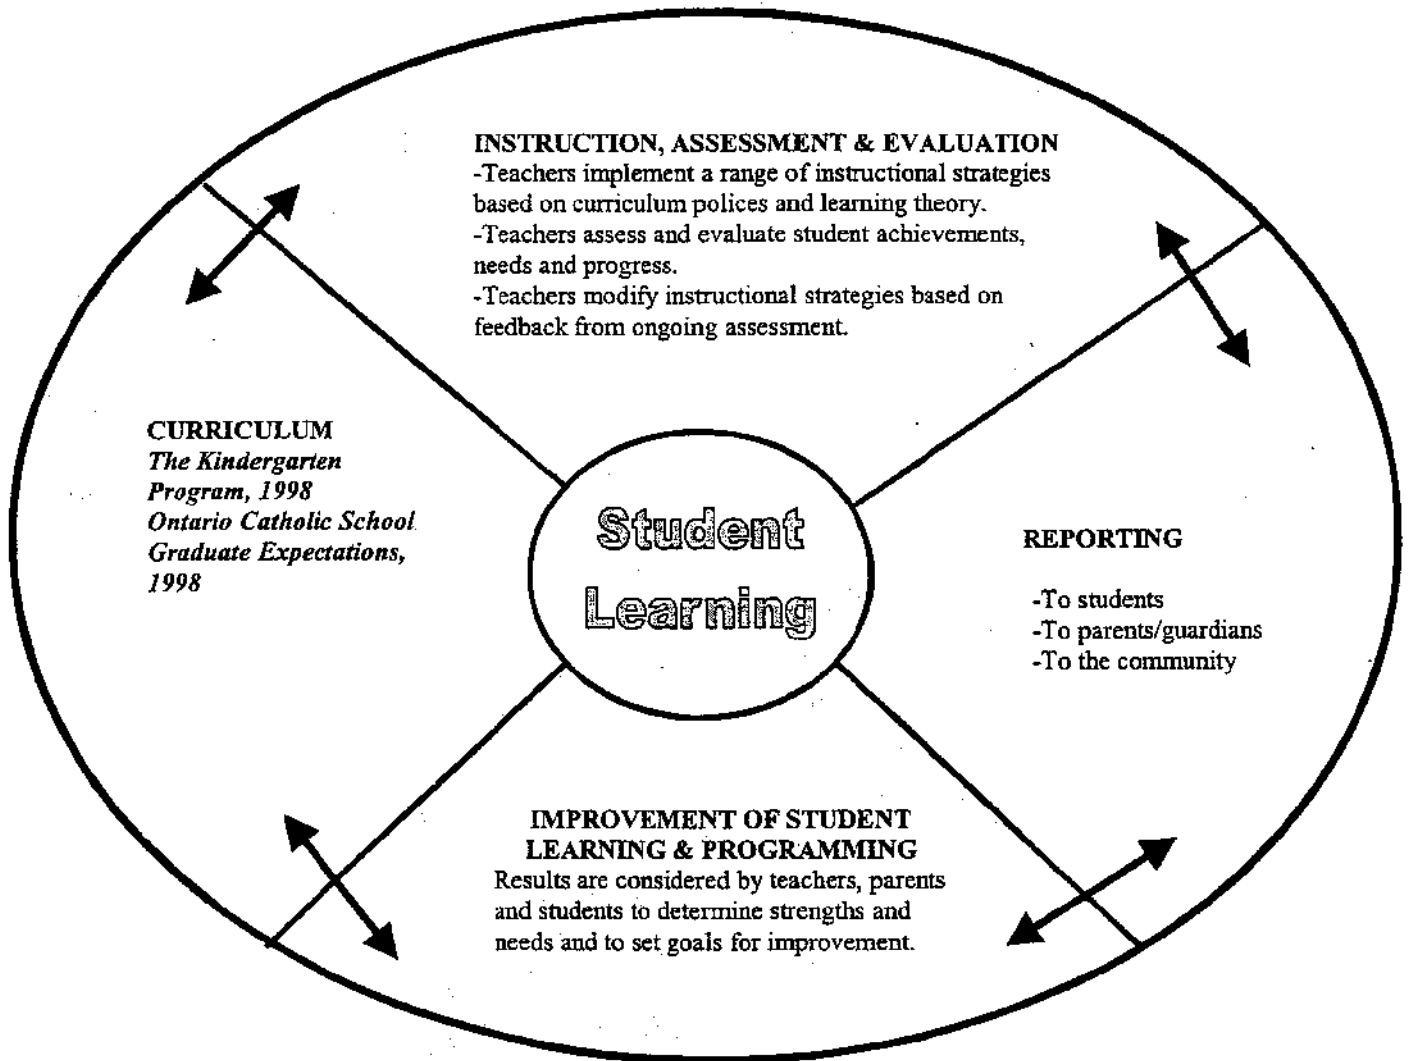 INSTRUCTION, ASSESSMENT & EVALUATION
-Teachers implement a range of instructional strategies
based on curriculum polices and learning theory.
-Teachers assess and evaluate student achievements,
needs and progress.
-Teachers modify instructional strategies based on
feedback from ongoing assessment.
CURRICULUM
The Kindergarten
Program, 1998
Ontario Catholic School
Graduate Expectations,
1998
Student
Learning
REPORTING
-To students
-To parents/guardians
-To the community
IMPROVEMENT OF STUDENT
LEARNING & PROGRAMMING
Results are considered by teachers, parents
and students to determine strengths and
needs and to set goals for improvement.